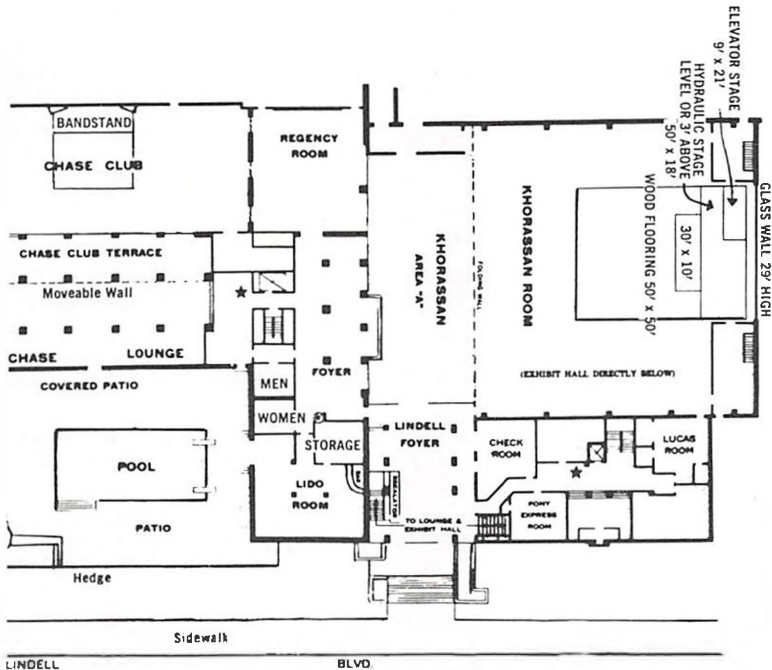 ELEVATOR STAGE
9' x 21'
HYDRAULIC STAGE
LEVEL OR 3' ABOVE
50' x 18'
GLASS WALL 29' HIGH
BANDSTAND
CHASE CLUB
REGENCY
ROOM
KHORASSAN
AREA "A"
FOLDING WALL
KHORASSAN ROOM
WOOD FLOORING 50' x 50'
30' x 10'
CHASE CLUB TERRACE
Moveable Wall
CHASE LOUNGE
COVERED PATIO
MEN
FOYER
(EXHIBIT HALL DIRECTLY BELOW)
WOMEN
STORAGE
LINDELL
FOYER
CHECK
ROOM
LUCAS
ROOM
POOL
BAR
LIDO
ROOM
ESCALATOR
PATIO
TO LOUNGE &
EXHIBIT HALL
PONY
EXPRESS
ROOM
Hedge
Sidewalk
LINDELL BLVD